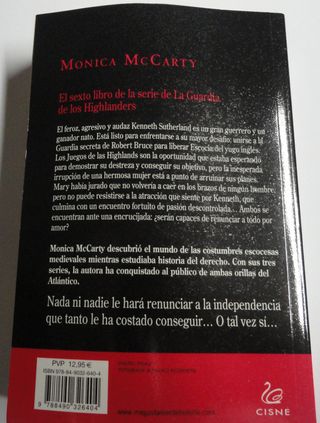 MONICA MCCARTY
El sexto libro de la serie de La Guardia
de los Highlanders
El feroz, agresivo y audaz Kenneth Sutherland es un gran guerrero y un
ganador nato. Está listo para enfrentarse a su mayor desafío: unirse a la
Guardia secreta de Robert Bruce para liberar Escocia del yugo inglés.
Los Juegos de las Highlands son la oportunidad que estaba esperando
para demostrar su destreza y conseguir su objetivo, pero la inesperada
irrupción de una hermosa mujer está a punto de arruinar sus planes.
Mary había jurado que no volvería a caer en los brazos de ningún hombre,
pero no puede resistirse a la atracción que siente por Kenneth, que
culmina con un encuentro fortuito de pasión descontrolada... Ambos se
encuentran ante una encrucijada: ¿serán capaces de renunciar a todo por
amor?
Monica McCarty descubrió el mundo de las costumbres escocesas
medievales mientras estudiaba historia del derecho. Con sus tres
series, la autora ha conquistado al público de ambas orillas del
Atlántico.
Nada ni nadie le hará renunciar a la independencia
que tanto le ha costado conseguir... O tal vez sí...
PVP 12,95 €
ISBN 978-84-9032-640-4
9 788490 326404
CISNE